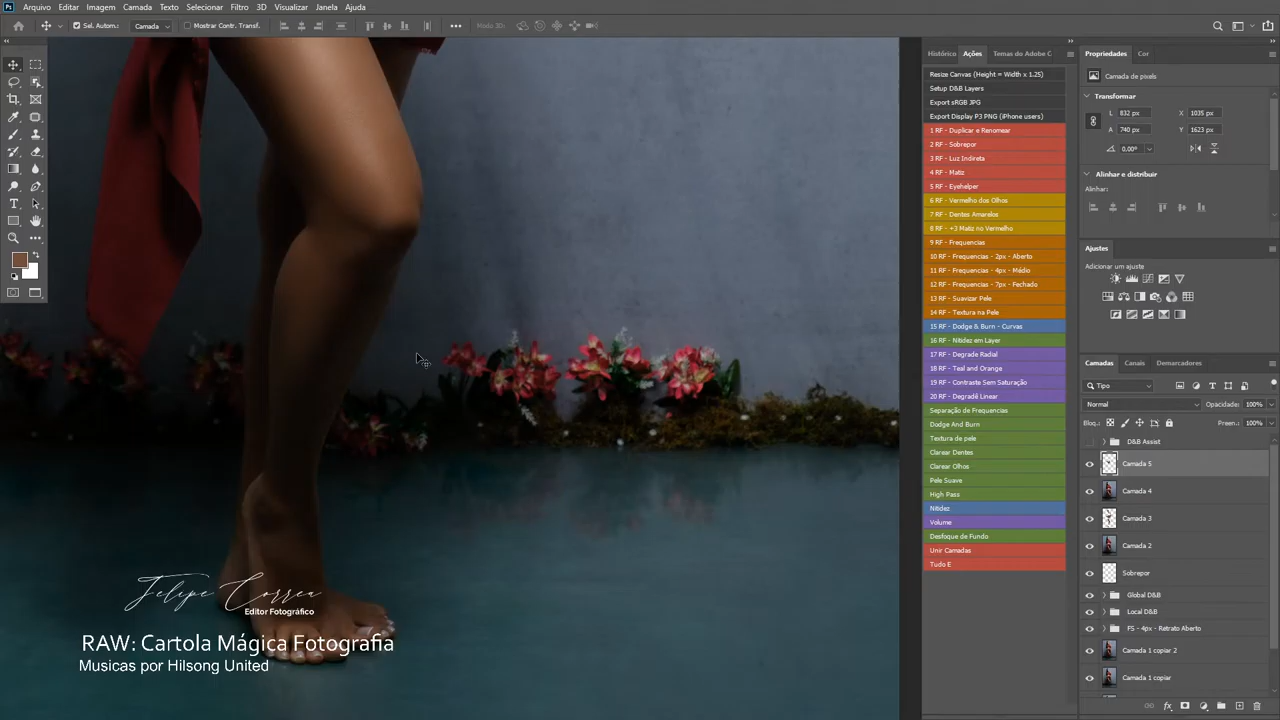 Ps Arquivo Editar Imagem Camada Texto Selecionar Filtro 3D Visualizar Janela Ajuda
Sel. Autom.: Camada Mostrar Contr. Transf. ••• Modo 3D:
Histórico Ações Temas do Adobe C
Resize Canvas (Height = Width x 1.25)
Setup D&B Layers
Export sRGB JPG
Export Display P3 PNG (iPhone users)
1 RF - Duplicar e Renomear
2 RF - Sobrepor
3 RF - Luz Indireta
4 RF - Matiz
5 RF - Eyehelper
6 RF - Vermelho dos Olhos
7 RF - Dentes Amarelos
8 RF - +3 Matiz no Vermelho
9 RF - Frequencias
10 RF - Frequencias - 2px - Aberto
11 RF - Frequencias - 4px - Médio
12 RF - Frequencias - 7px - Fechado
13 RF - Suavizar Pele
14 RF - Textura na Pele
15 RF - Dodge & Burn - Curvas
16 RF - Nitidez em Layer
17 RF - Degrade Radial
18 RF - Teal and Orange
19 RF - Contraste Sem Saturação
20 RF - Degradê Linear
Separação de Frequencias
Dodge And Burn
Textura de pele
Clarear Dentes
Clarear Olhos
Pele Suave
High Pass
Nitidez
Volume
Desfoque de Fundo
Unir Camadas
Tudo E
Propriedades Cor
Camada de pixels
Transformar
L 832 px X 1035 px
A 740 px Y 1623 px
0,00°
Alinhar e distribuir
Alinhar:
Ajustes
Adicionar um ajuste
Camadas Canais Demarcadores
Tipo
Normal Opacidade: 100%
Bloq.: Preen.: 100%
D&B Assist
Camada 5
Camada 4
Camada 3
Camada 2
Sobrepor
Global D&B
Local D&B
FS - 4px - Retrato Aberto
Camada 1 copiar 2
Camada 1 copiar
Felipe Correa
Editor Fotográfico
RAW: Cartola Mágica Fotografia
Musicas por Hilsong United